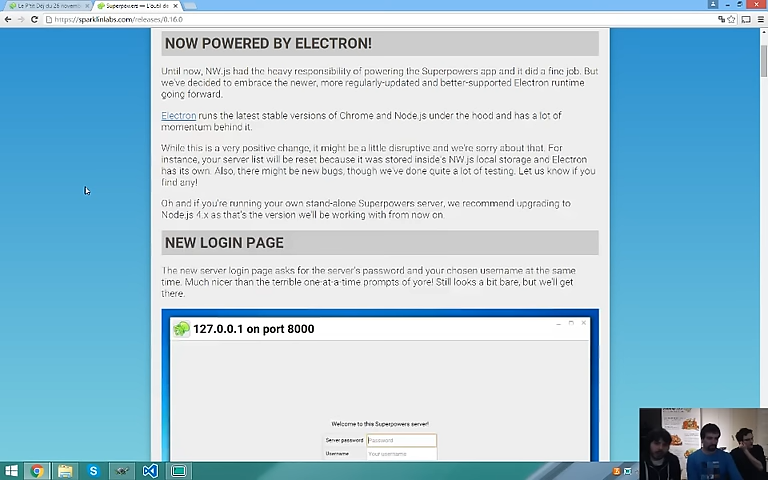 Le P'tit Dej du 26 novemb
Superpowers — L'outil de
https://sparklinlabs.com/releases/0.16.0
NOW POWERED BY ELECTRON!
Until now, NW.js had the heavy responsibility of powering the Superpowers app and it did a fine job. But
we've decided to embrace the newer, more regularly-updated and better-supported Electron runtime
going forward.
Electron runs the latest stable versions of Chrome and Node.js under the hood and has a lot of
momentum behind it.
While this is a very positive change, it might be a little disruptive and we're sorry about that. For
instance, your server list will be reset because it was stored inside's NW.js local storage and Electron
has its own. Also, there might be new bugs, though we've done quite a lot of testing. Let us know if you
find any!
Oh and if you're running your own stand-alone Superpowers server, we recommend upgrading to
Node.js 4.x as that's the version we'll be working with from now on.
NEW LOGIN PAGE
The new server login page asks for the server's password and your chosen username at the same
time. Much nicer than the terrible one-at-a-time prompts of yore! Still looks a bit bare, but we'll get
there.
127.0.0.1 on port 8000
Welcome to this Superpowers server!
Server password Password
Username Your username